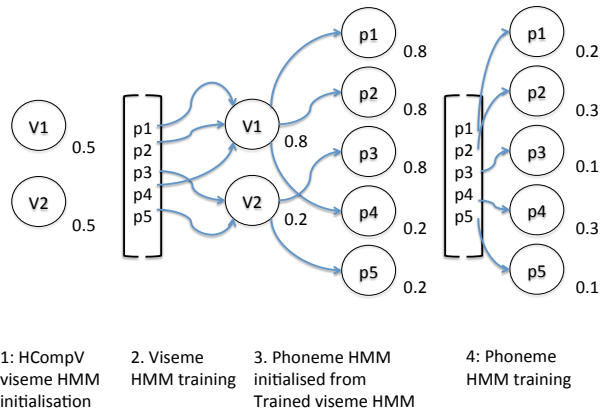 V1
0.5
V2
0.5
p1
p2
p3
p4
p5
V1
0.8
V2
0.2
p1
0.8
p2
0.8
p3
0.8
p4
0.2
p5
0.2
p1
p2
p3
p4
p5
p1
0.2
p2
0.3
p3
0.1
p4
0.3
p5
0.1
1: HCompV
viseme HMM
initialisation
2. Viseme
HMM training
3. Phoneme HMM
initialised from
Trained viseme HMM
4: Phoneme
HMM training